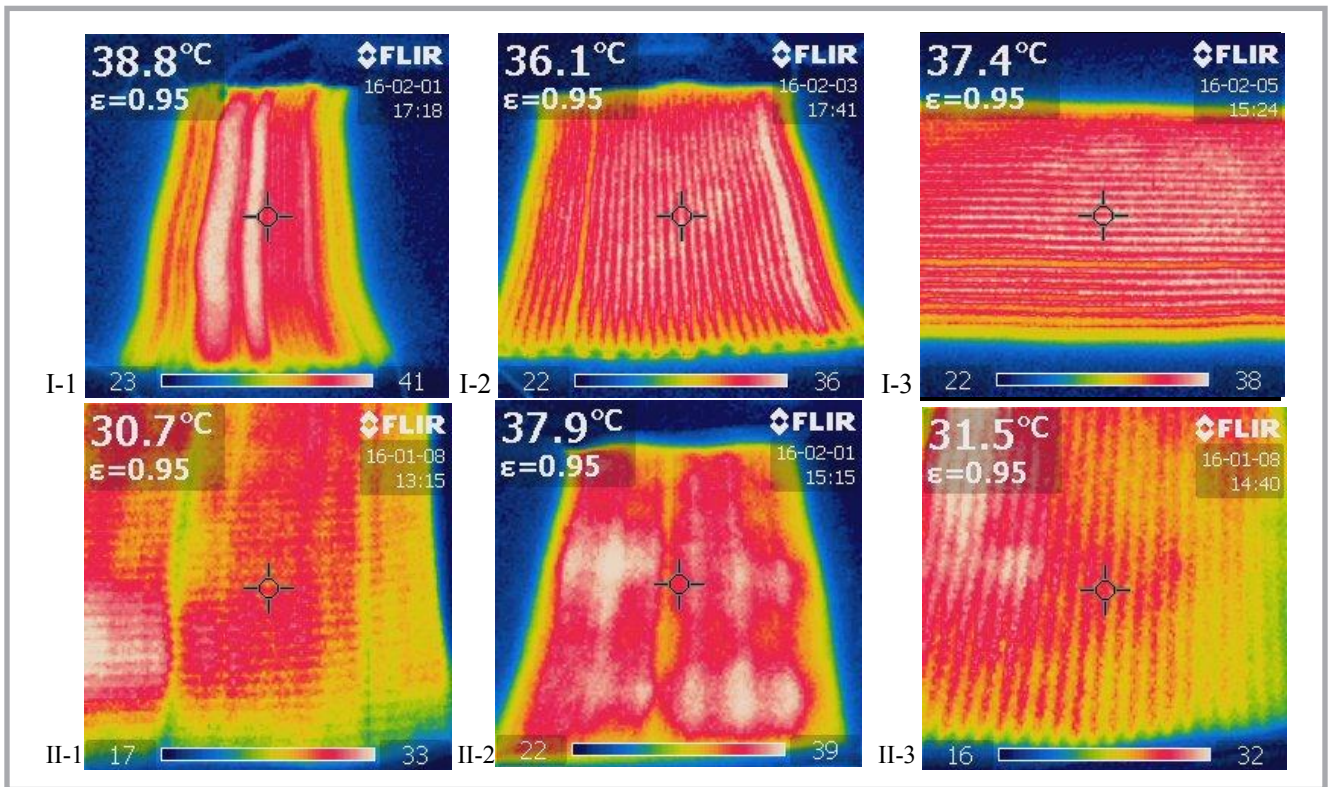 38.8°C
FLIR
ε=0.95
16-02-01
17:18
I-1
23
41
36.1°C
FLIR
ε=0.95
16-02-03
17:41
I-2
22
36
37.4°C
FLIR
ε=0.95
16-02-05
15:24
I-3
22
38
30.7°C
FLIR
ε=0.95
16-01-08
13:15
II-1
17
33
37.9°C
FLIR
ε=0.95
16-02-01
15:15
II-2
22
39
31.5°C
FLIR
ε=0.95
16-01-08
14:40
II-3
16
32